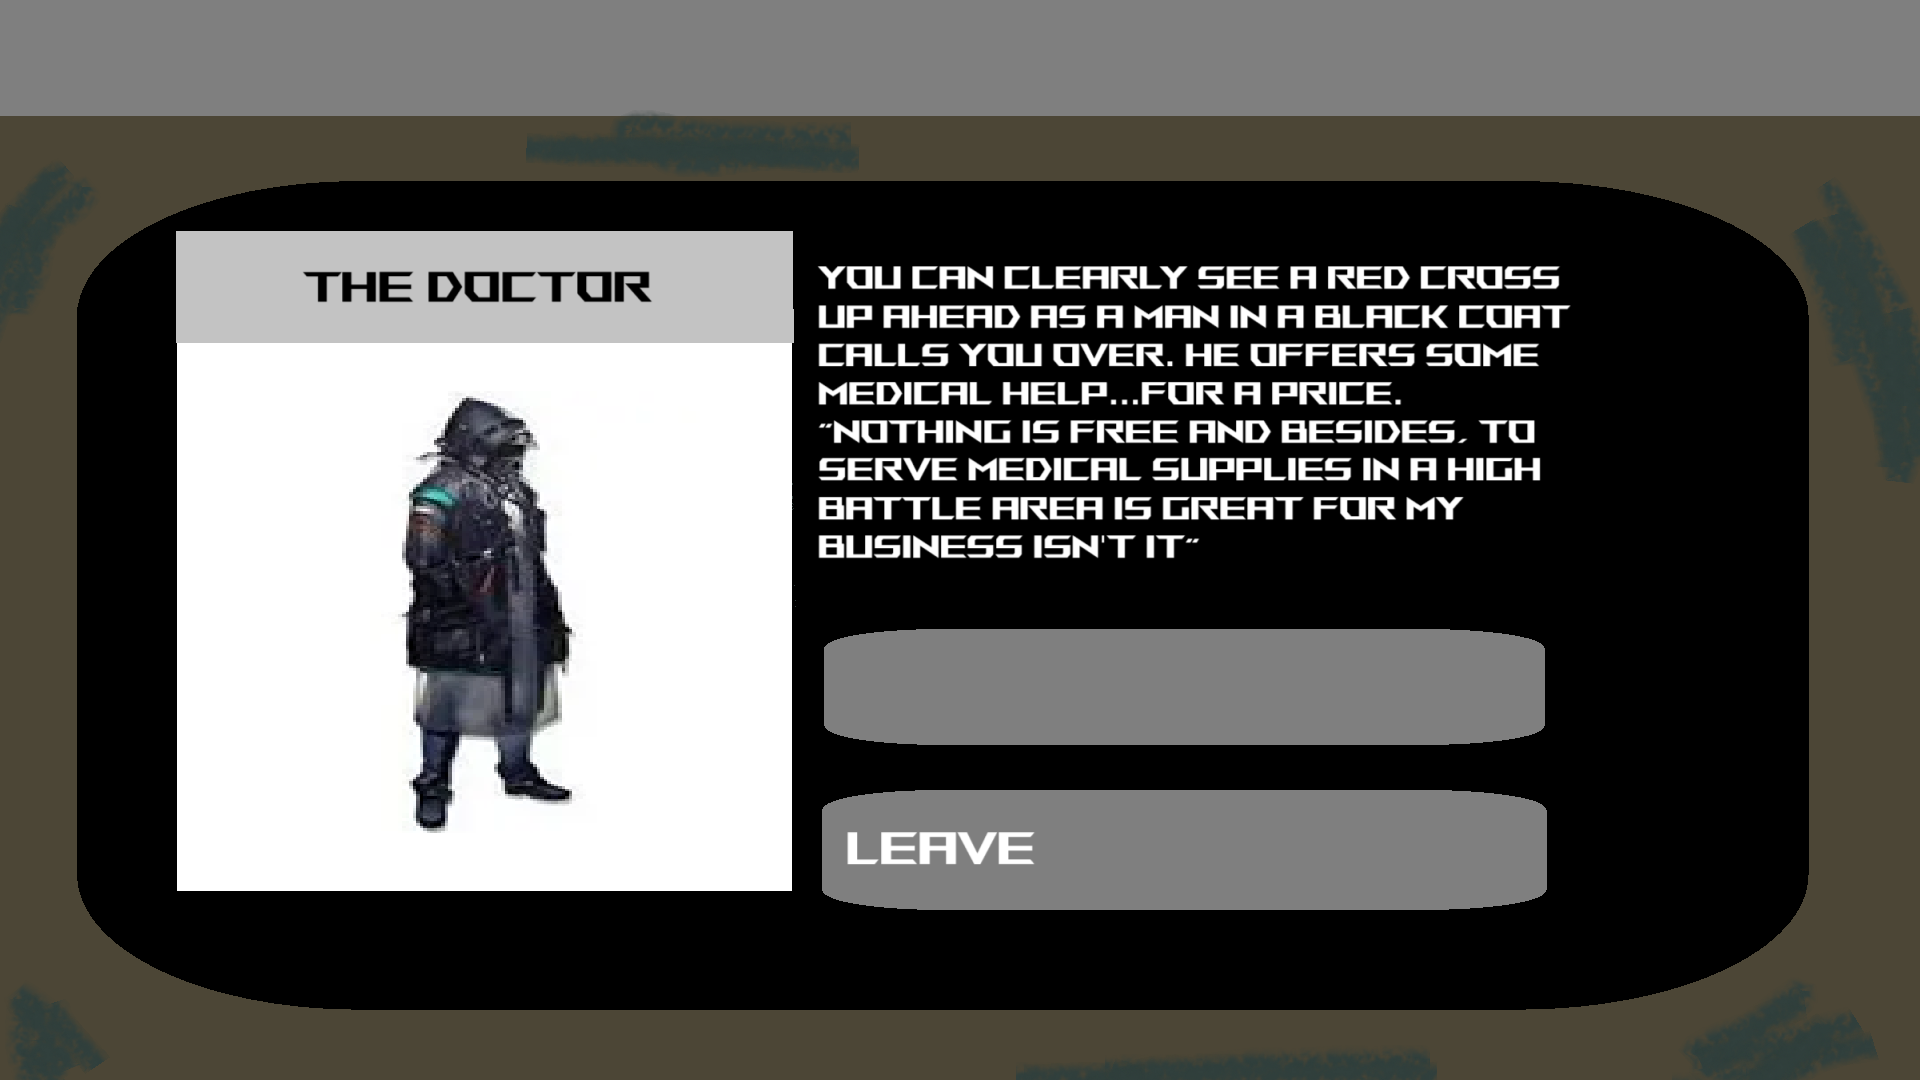 THE DOCTOR
YOU CAN CLEARLY SEE A RED CROSS
UP AHEAD AS A MAN IN A BLACK COAT
CALLS YOU OVER. HE OFFERS SOME
MEDICAL HELP...FOR A PRICE.
"NOTHING IS FREE AND BESIDES, TO
SERVE MEDICAL SUPPLIES IN A HIGH
BATTLE AREA IS GREAT FOR MY
BUSINESS ISN'T IT"
LEAVE